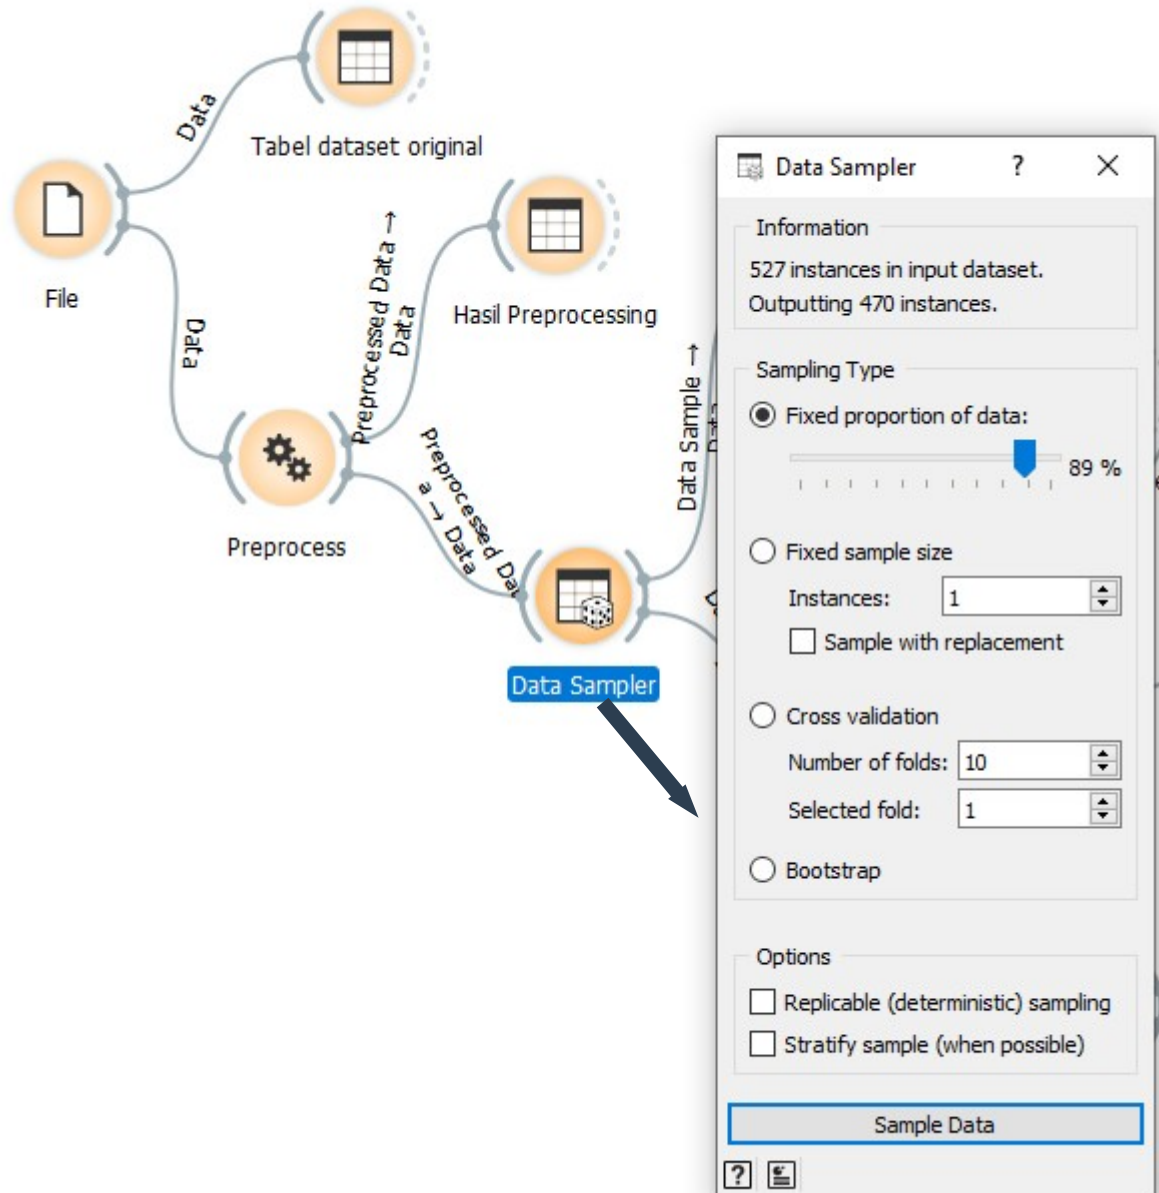 Data
Tabel dataset original
File
Data
Preprocessed Data →
Data
Hasil Preprocessing
Preprocess
Preprocessed Dat
a → Data
Data Sampler
Data Sample →
Data
Data Sampler
?
Information
527 instances in input dataset.
Outputting 470 instances.
Sampling Type
Fixed proportion of data:
89 %
Fixed sample size
Instances: 1
Sample with replacement
Cross validation
Number of folds: 10
Selected fold: 1
Bootstrap
Options
Replicable (deterministic) sampling
Stratify sample (when possible)
Sample Data
?